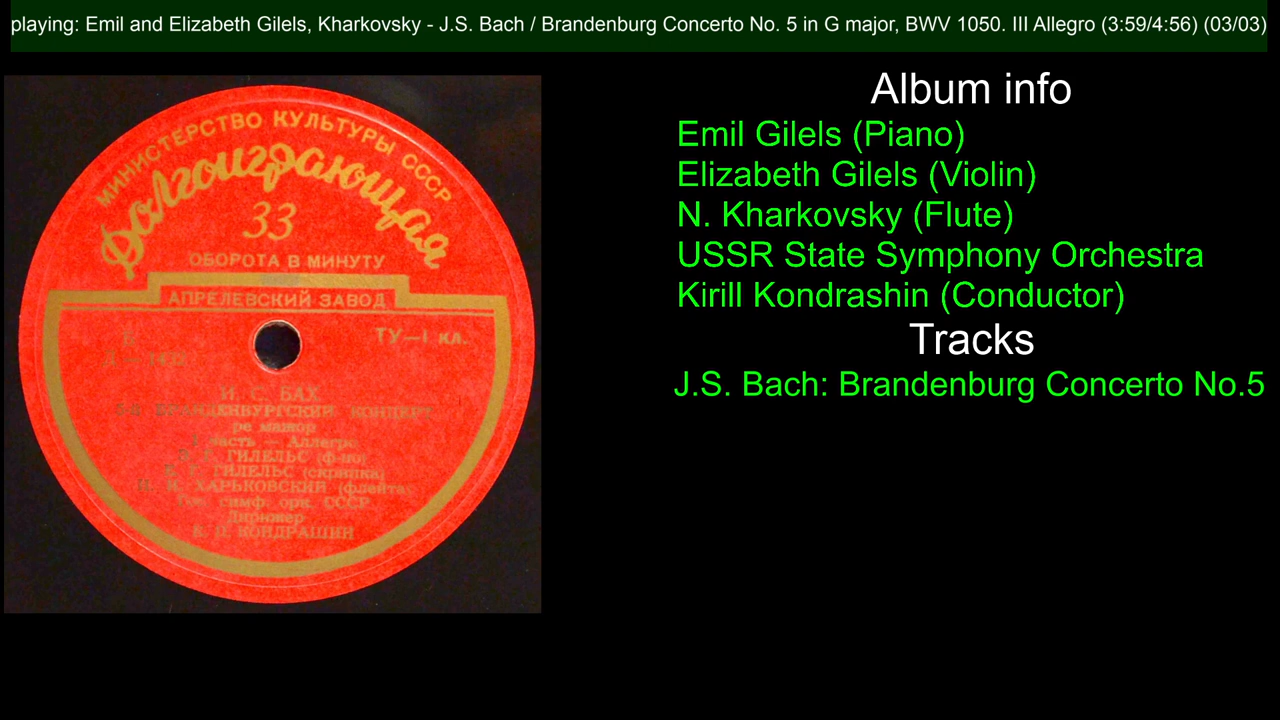 playing: Emil and Elizabeth Gilels, Kharkovsky - J.S. Bach / Brandenburg Concerto No. 5 in G major, BWV 1050. III Allegro (3:59/4:56) (03/03)
Album info
Emil Gilels (Piano)
Elizabeth Gilels (Violin)
N. Kharkovsky (Flute)
USSR State Symphony Orchestra
Kirill Kondrashin (Conductor)
Tracks
J.S. Bach: Brandenburg Concerto No.5
МИНИСТЕРСТВО КУЛЬТУРЫ СССР
Долгоиграющая
33
ОБОРОТА В МИНУТУ
АПРЕЛЕВСКИЙ ЗАВОД
ТУ—I кл.
И. С. БАХ
БРАНДЕНБУРГСКИЙ КОНЦЕРТ
ре мажор
часть — Аллегро
ГИЛЕЛЬС (ф-но)
ГИЛЕЛЬС (скрипка)
ХАРЬКОВСКИЙ (флейта)
симф. орк. СССР
Дирижер
КОНДРАШИН